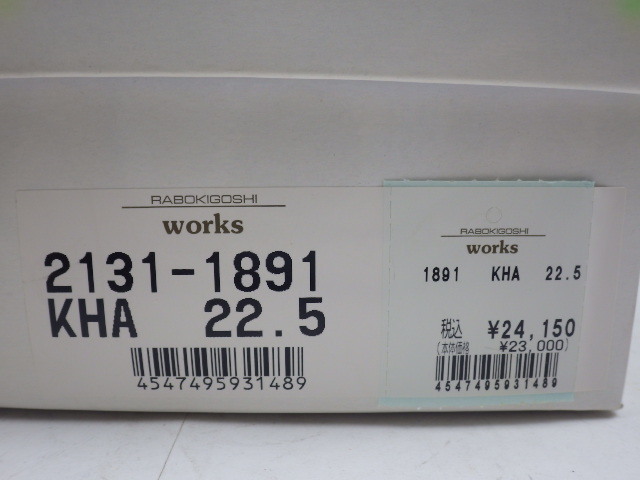 RABOKIGOSHI
works
2131-1891
KHA 22.5
4547495931489
RABOKIGOSHI
works
1891 KHA 22.5
税込 ¥24,150
(本体価格 ¥23,000)
4547495931489